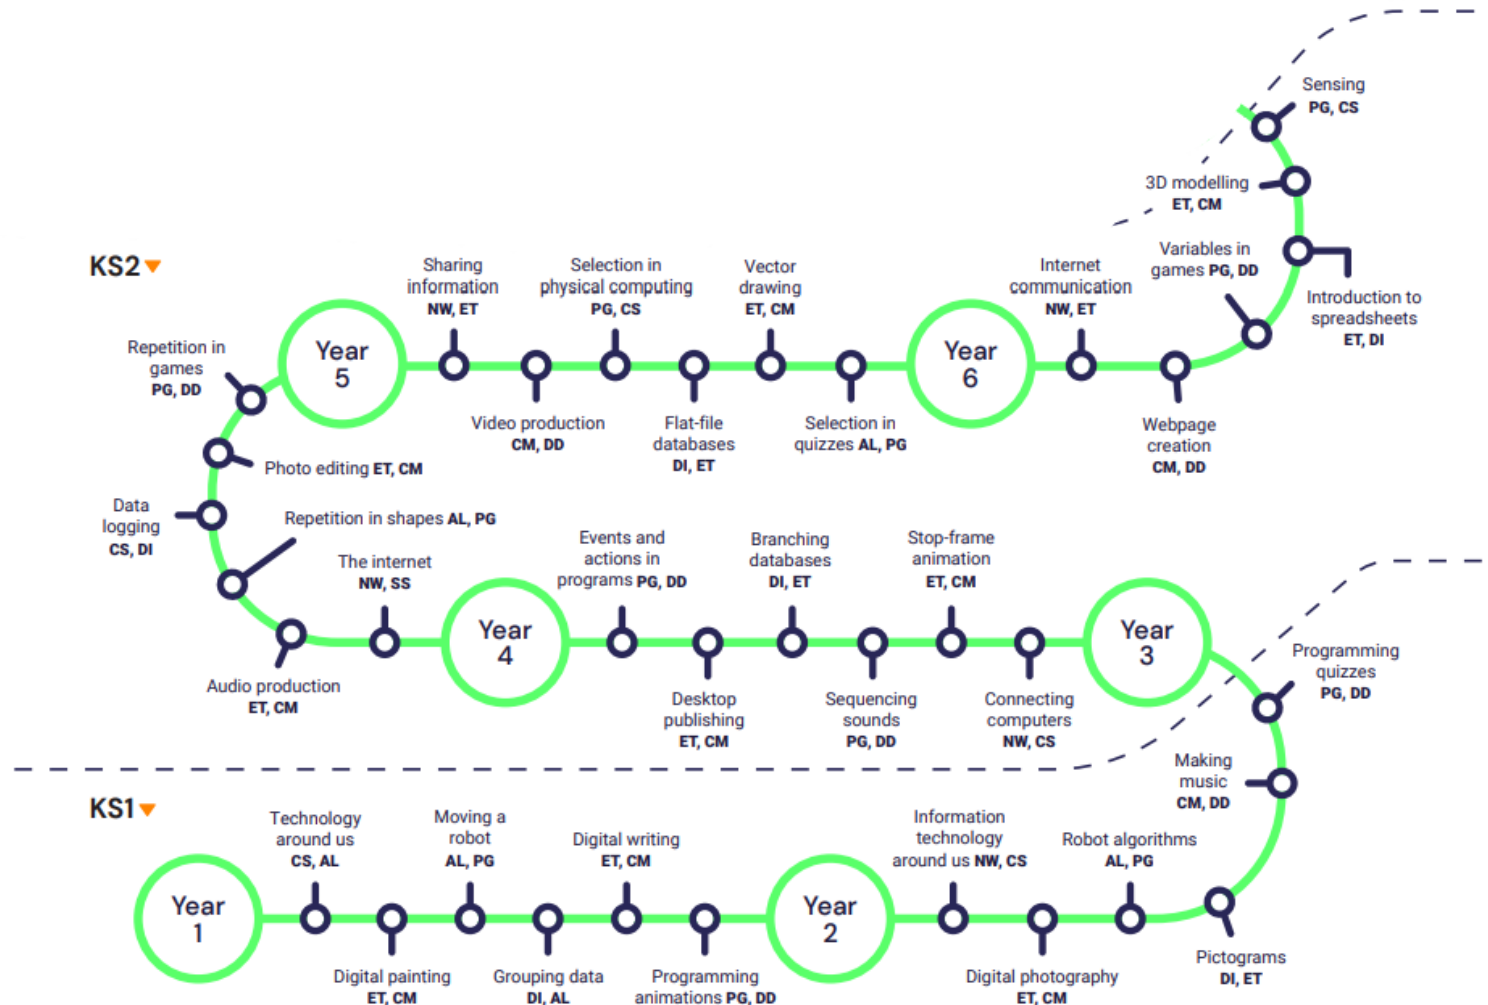 Sensing
PG, CS
3D modelling
ET, CM
Variables in
games PG, DD
Introduction to
spreadsheets
ET, DI
KS2
Sharing
information
NW, ET
Selection in
physical computing
PG, CS
Vector
drawing
ET, CM
Internet
communication
NW, ET
Year
5
Year
6
Repetition in
games
PG, DD
Video production
CM, DD
Flat-file
databases
DI, ET
Selection in
quizzes AL, PG
Webpage
creation
CM, DD
Photo editing ET, CM
Data
logging
CS, DI
Repetition in shapes AL, PG
The internet
NW, SS
Events and
actions in
programs PG, DD
Branching
databases
DI, ET
Stop-frame
animation
ET, CM
Year
4
Year
3
Audio production
ET, CM
Desktop
publishing
ET, CM
Sequencing
sounds
PG, DD
Connecting
computers
NW, CS
Programming
quizzes
PG, DD
Making
music
CM, DD
KS1
Technology
around us
CS, AL
Moving a
robot
AL, PG
Digital writing
ET, CM
Information
technology
around us NW, CS
Robot algorithms
AL, PG
Year
1
Year
2
Digital painting
ET, CM
Grouping data
DI, AL
Programming
animations PG, DD
Digital photography
ET, CM
Pictograms
DI, ET